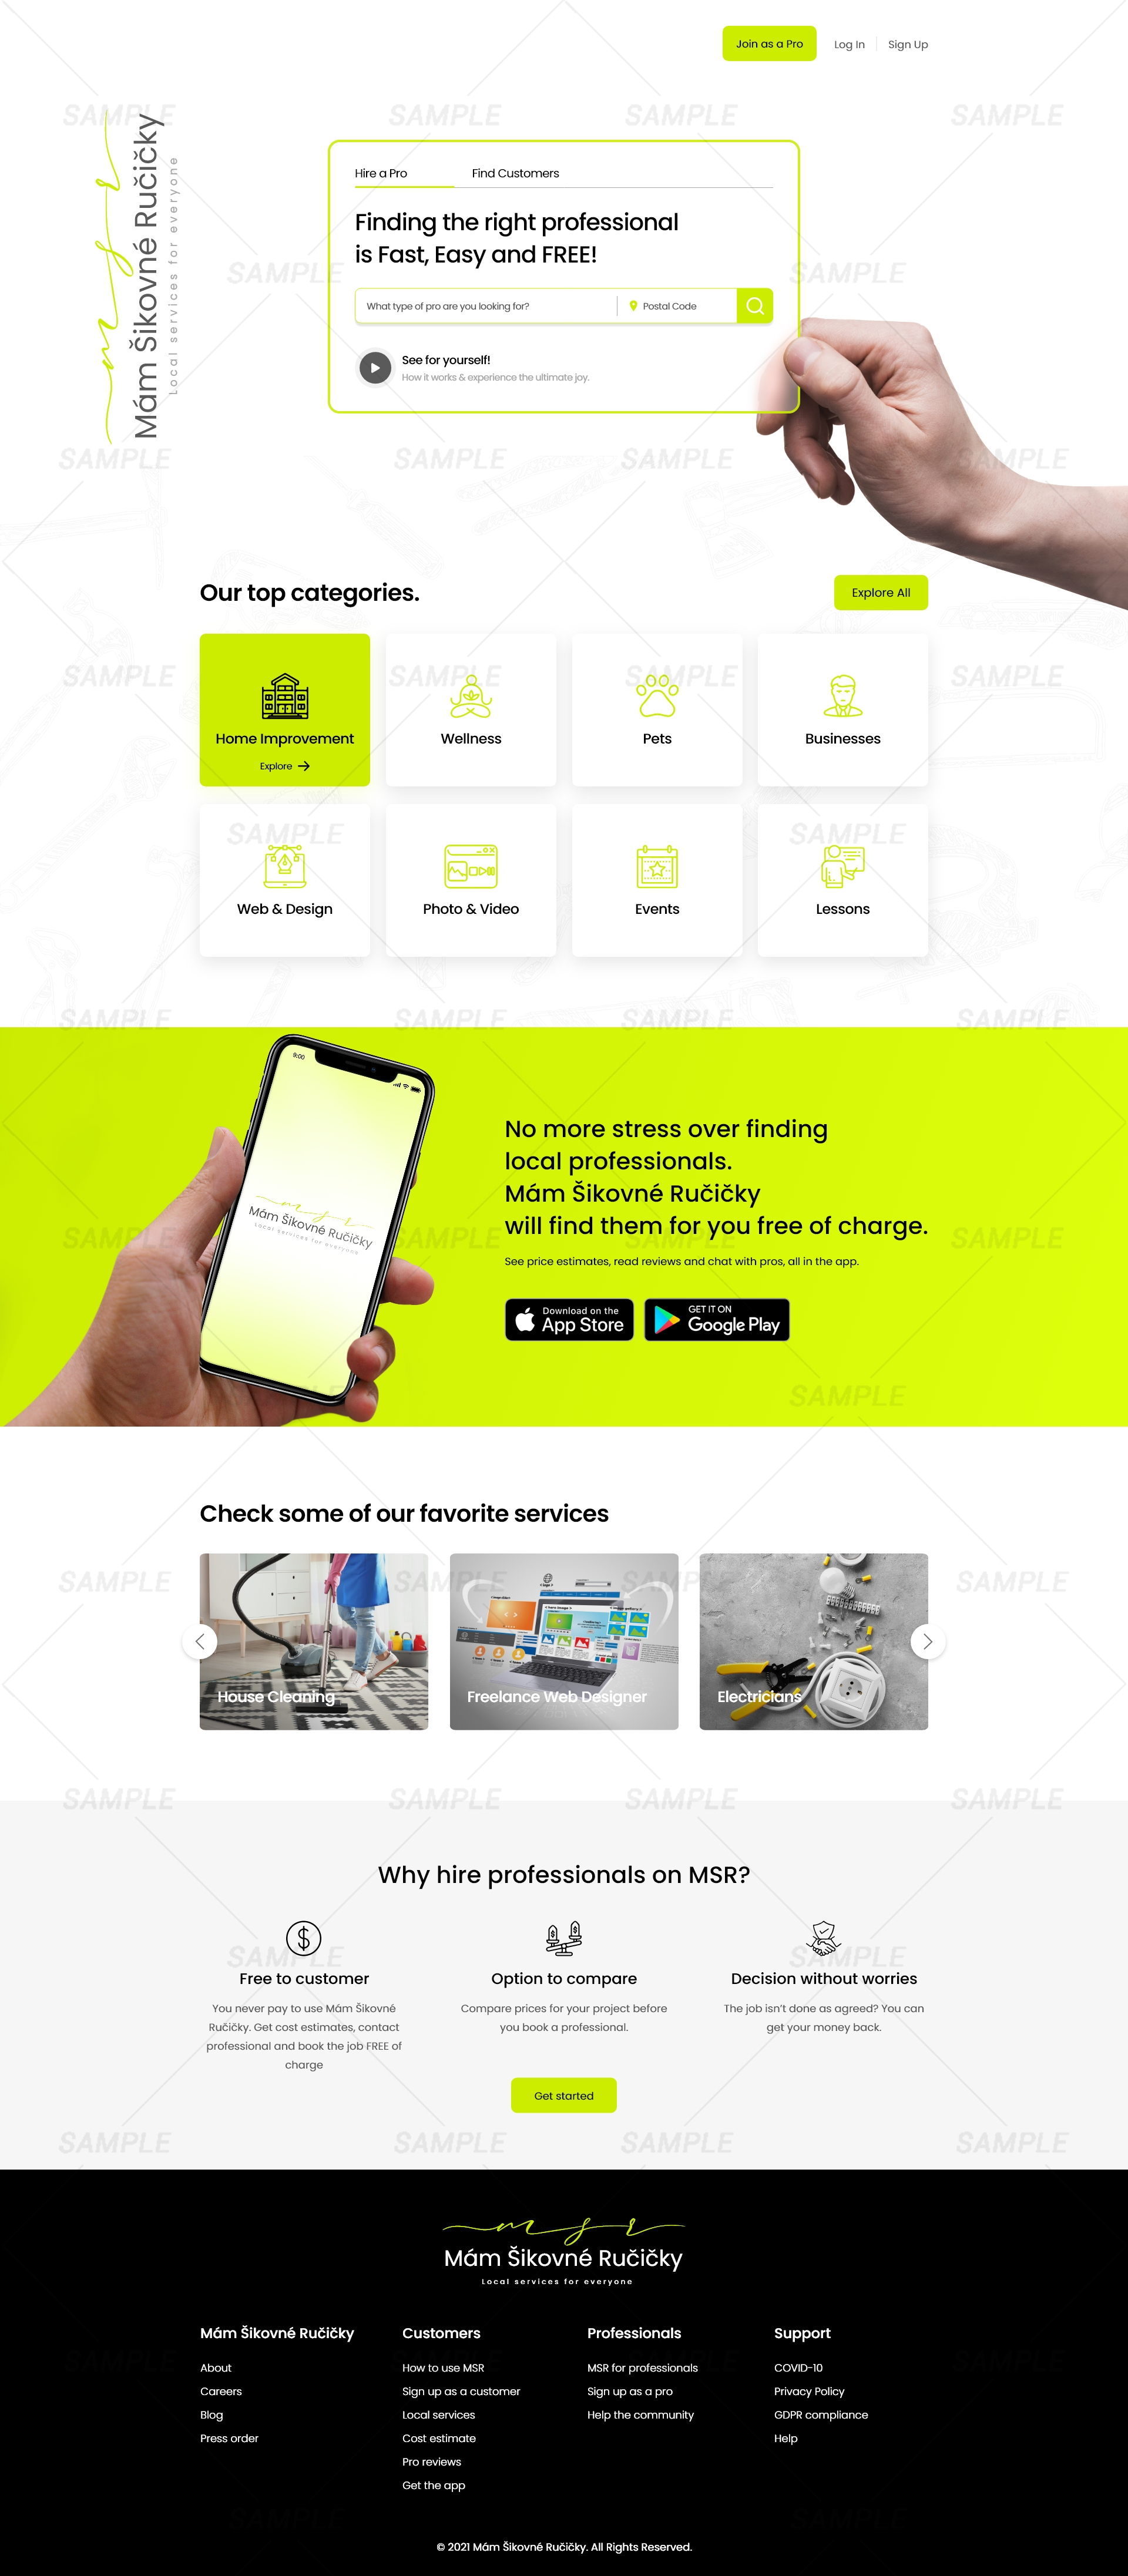 Join as a Pro
Log In
Sign Up
msr
Mám Šikovné Ručičky
Local services for everyone
Hire a Pro
Find Customers
Finding the right professional
is Fast, Easy and FREE!
What type of pro are you looking for?
Postal Code
See for yourself!
How it works & experience the ultimate joy.
Our top categories.
Explore All
Home Improvement
Explore
Wellness
Pets
Businesses
Web & Design
Photo & Video
Events
Lessons
9:00
msr
Mám Šikovné Ručičky
Local services for everyone
No more stress over finding
local professionals.
Mám Šikovné Ručičky
will find them for you free of charge.
See price estimates, read reviews and chat with pros, all in the app.
Download on the
App Store
GET IT ON
Google Play
Check some of our favorite services
House Cleaning
Freelance Web Designer
Electricians
Why hire professionals on MSR?
Free to customer
You never pay to use Mám Šikovné
Ručičky. Get cost estimates, contact
professional and book the job FREE of
charge
Option to compare
Compare prices for your project before
you book a professional.
Decision without worries
The job isn’t done as agreed? You can
get your money back.
Get started
msr
Mám Šikovné Ručičky
Local services for everyone
Mám Šikovné Ručičky
About
Careers
Blog
Press order
Customers
How to use MSR
Sign up as a customer
Local services
Cost estimate
Pro reviews
Get the app
Professionals
MSR for professionals
Sign up as a pro
Help the community
Support
COVID-10
Privacy Policy
GDPR compliance
Help
© 2021 Mám Šikovné Ručičky. All Rights Reserved.
SAMPLE